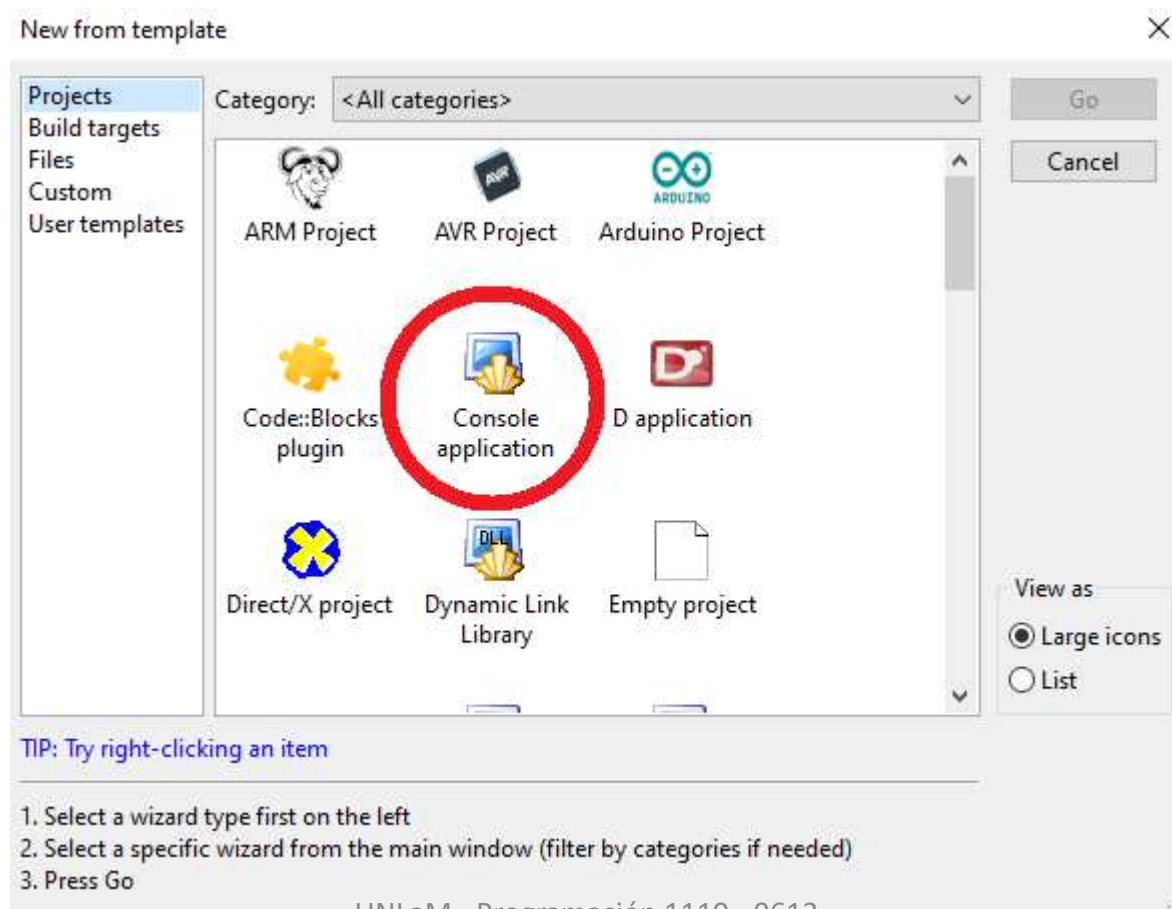 New from template
Projects
Build targets
Files
Custom
User templates
Category: <All categories>
Go
Cancel
AVR
ARDUINO
ARM Project AVR Project Arduino Project
D
Code::Blocks plugin
Console application
D application
DLL
Direct/X project
Dynamic Link Library
Empty project
View as
Large icons
List
TIP: Try right-clicking an item
1. Select a wizard type first on the left
2. Select a specific wizard from the main window (filter by categories if needed)
3. Press Go
Programación 1110 - 0612